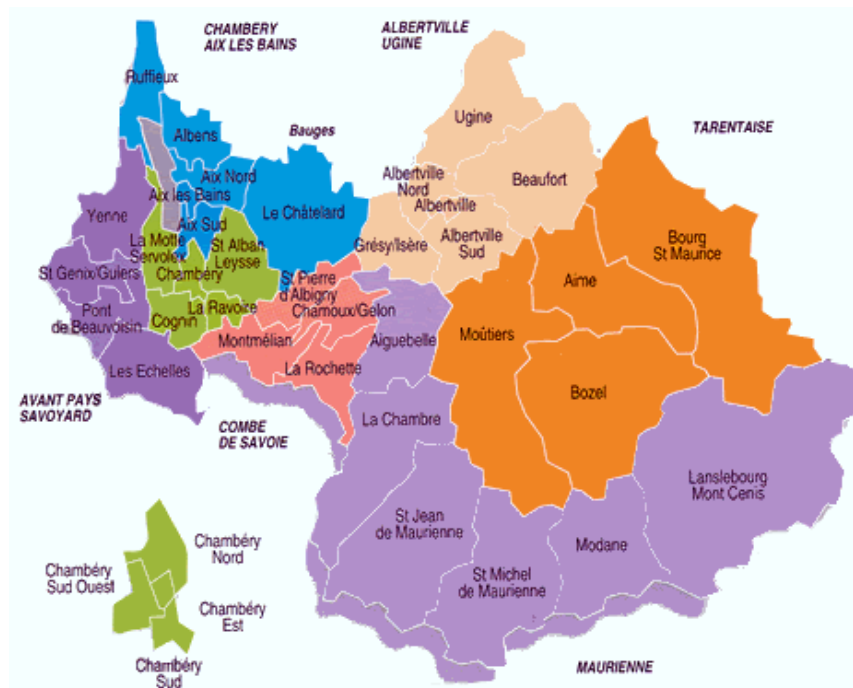 CHAMBERY
AIX LES BAINS
ALBERTVILLE
UGINE
Ruffieux
Albens
Bauges
Ugine
TARENTAISE
Aix Nord
Aix les Bains
Albertville
Nord
Beaufort
Yenne
Le Châtelard
Albertville
Aix Sud
La Motte
Servolex
St Alban
Leysse
Grésy/Isère
Albertville
Sud
Bourg
St Maurice
St Genix/Guiers
Chambéry
St Pierre
d'Albigny
Aime
Pont
de Beauvoisin
La Ravoire
Chamoux/Gelon
Cognin
Montmélian
Aiguebelle
Moûtiers
Les Echelles
La Rochette
Bozel
AVANT PAYS
SAVOYARD
COMBE
DE SAVOIE
La Chambre
Lanslebourg
Mont Cenis
St Jean
de Maurienne
Modane
Chambéry
Nord
Chambéry
Sud Ouest
St Michel
de Maurienne
Chambéry
Est
Chambéry
Sud
MAURIENNE